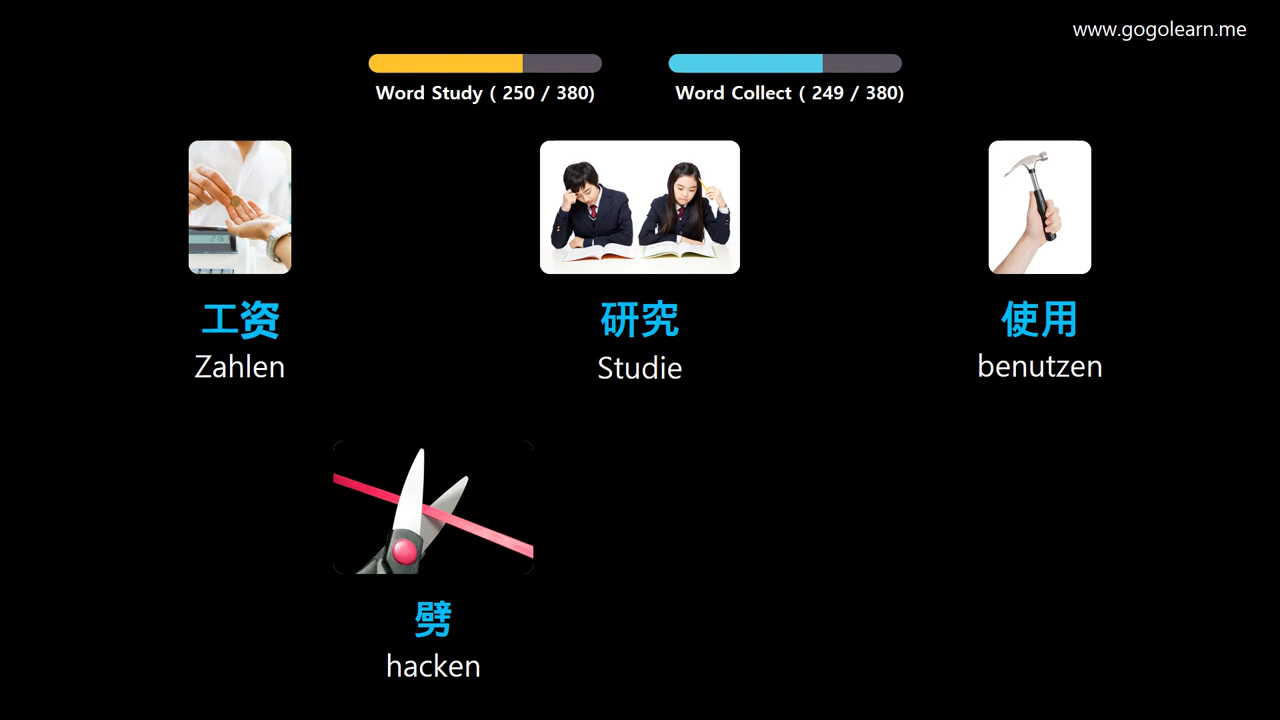 www.gogolearn.me
Word Study ( 250 / 380)
Word Collect ( 249 / 380)
工资
Zahlen
研究
Studie
使用
benutzen
劈
hacken